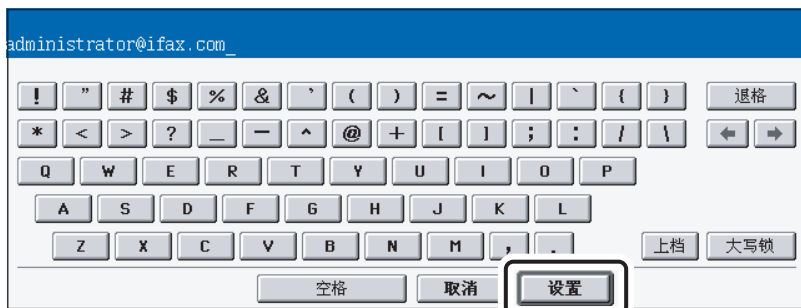 administrator@ifax.com_
! " # $ % & ' ( ) = ~ | ` { } 退格
* < > ? _ - ^ @ + [ ] ; : / \ ← →
Q W E R T Y U I O P
A S D F G H J K L
Z X C V B N M , . 上档 大写锁
空格 取消 设置